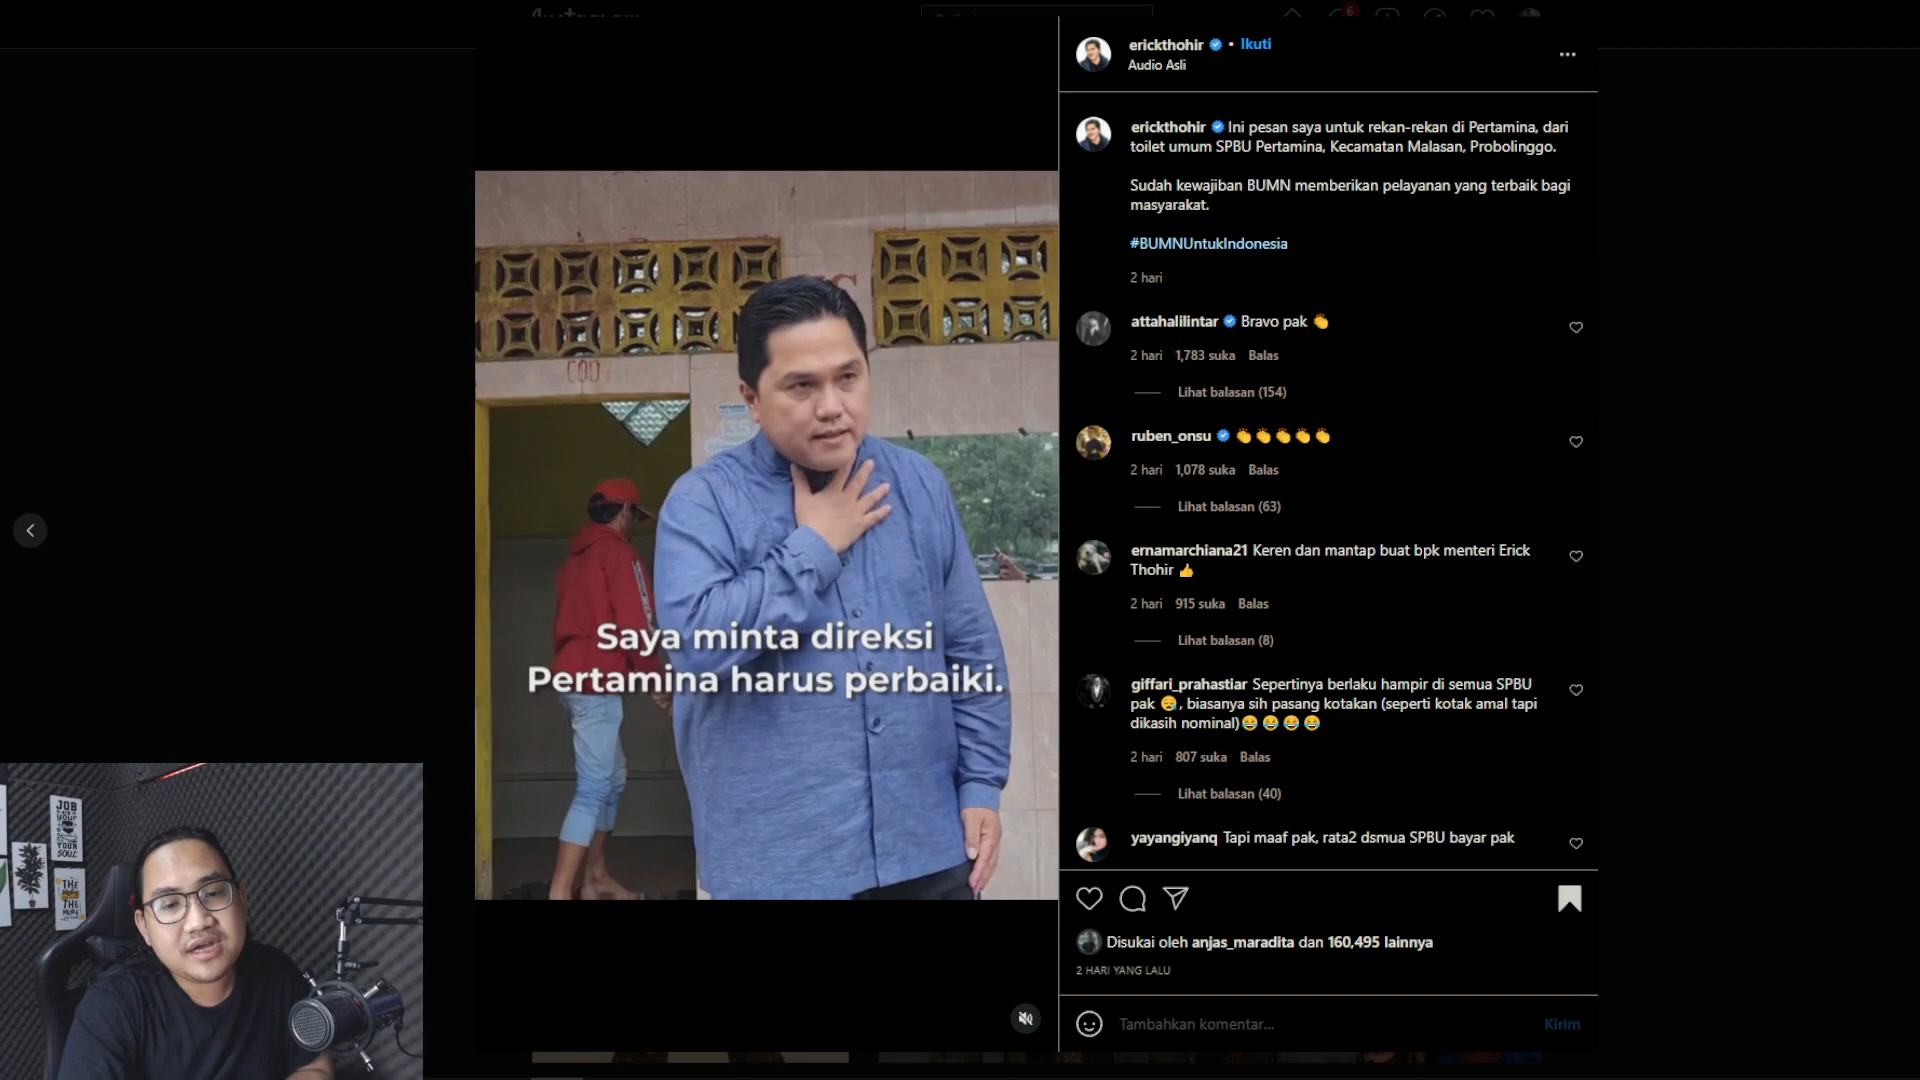 6
erickthohir • Ikuti
Audio Asli
erickthohir Ini pesan saya untuk rekan-rekan di Pertamina, dari
toilet umum SPBU Pertamina, Kecamatan Malasan, Probolinggo.
Sudah kewajiban BUMN memberikan pelayanan yang terbaik bagi
masyarakat.
#BUMNUntukIndonesia
2 hari
attahalilintar Bravo pak 👏
2 hari 1,783 suka Balas
Lihat balasan (154)
ruben_onsu 👏👏👏👏👏
2 hari 1,078 suka Balas
Lihat balasan (63)
ernamarchiana21 Keren dan mantap buat bpk menteri Erick
Thohir 👍
2 hari 915 suka Balas
Lihat balasan (8)
giffari_prahastiar Sepertinya berlaku hampir di semua SPBU
pak 😪, biasanya sih pasang kotakan (seperti kotak amal tapi
dikasih nominal)😂😂😂😂
2 hari 807 suka Balas
Lihat balasan (40)
yayangiyanq Tapi maaf pak, rata2 dsmua SPBU bayar pak
Disukai oleh anjas_maradita dan 160,495 lainnya
2 HARI YANG LALU
Tambahkan komentar...
Kirim
COD
135
Saya minta direksi
Pertamina harus perbaiki.
JOB
YOUR
SOUL
THE
MORE
THE
MORE